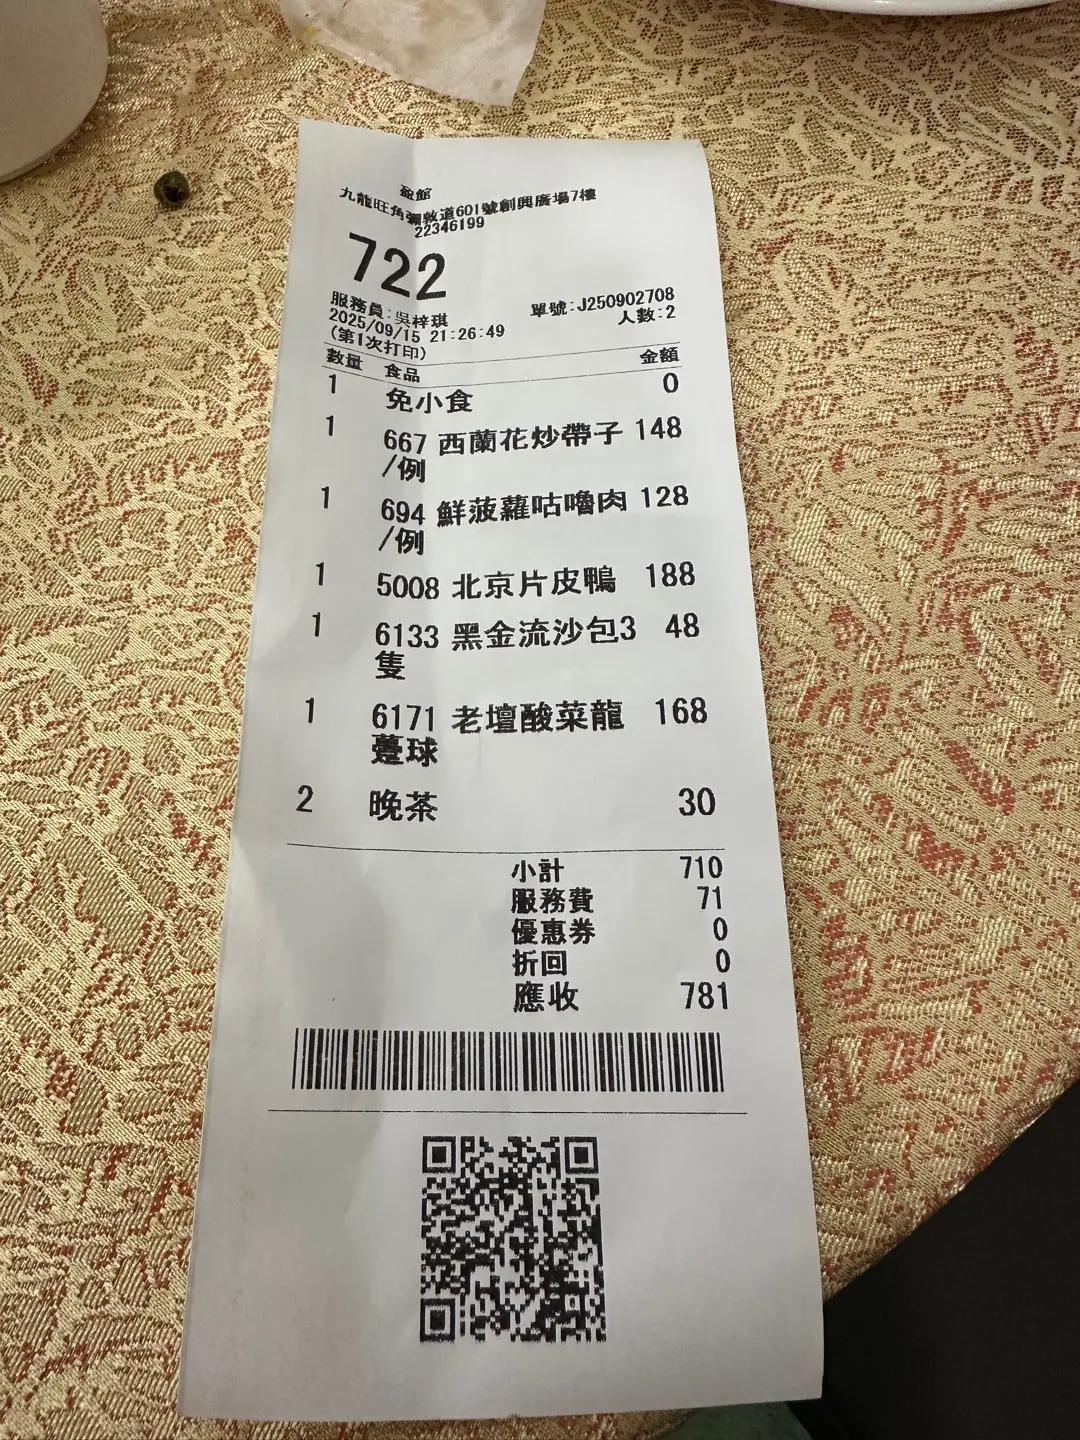 盈館
九龍旺角彌敦道601號創興廣場7樓
22346199
722
服務員:吳梓琪 單號:J250902708
2025/09/15 21:26:49 人數:2
(第1次打印)
數量 食品 金額
1 免小食 0
1 667 西蘭花炒帶子 148
/例
1 694 鮮菠蘿咕嚕肉 128
/例
1 5008 北京片皮鴨 188
1 6133 黑金流沙包3 48
隻
1 6171 老壇酸菜龍 168
躉球
2 晚茶 30
小計 710
服務費 71
優惠券 0
折回 0
應收 781